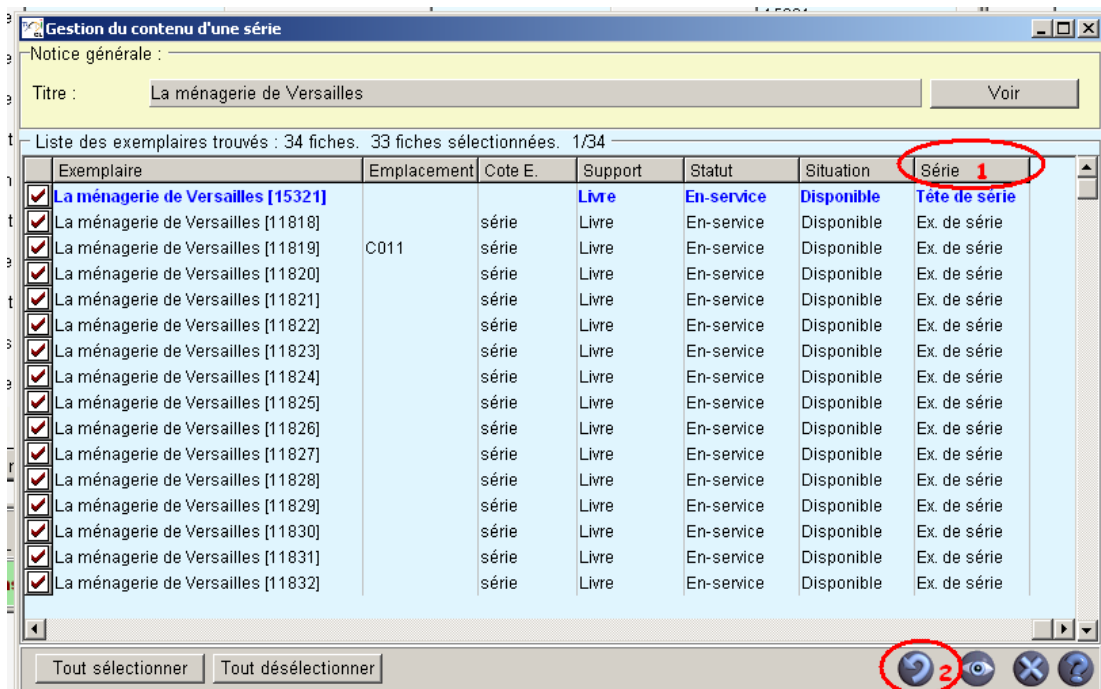 Gestion du contenu d'une série
Notice générale :
Titre : La ménagerie de Versailles Voir
Liste des exemplaires trouvés : 34 fiches. 33 fiches sélectionnées. 1/34
Exemplaire Emplacement Cote E. Support Statut Situation Série 1
La ménagerie de Versailles [15321] Livre En-service Disponible Tête de série
La ménagerie de Versailles [11818] série Livre En-service Disponible Ex. de série
La ménagerie de Versailles [11819] C011 série Livre En-service Disponible Ex. de série
La ménagerie de Versailles [11820] série Livre En-service Disponible Ex. de série
La ménagerie de Versailles [11821] série Livre En-service Disponible Ex. de série
La ménagerie de Versailles [11822] série Livre En-service Disponible Ex. de série
La ménagerie de Versailles [11823] série Livre En-service Disponible Ex. de série
La ménagerie de Versailles [11824] série Livre En-service Disponible Ex. de série
La ménagerie de Versailles [11825] série Livre En-service Disponible Ex. de série
La ménagerie de Versailles [11826] série Livre En-service Disponible Ex. de série
La ménagerie de Versailles [11827] série Livre En-service Disponible Ex. de série
La ménagerie de Versailles [11828] série Livre En-service Disponible Ex. de série
La ménagerie de Versailles [11829] série Livre En-service Disponible Ex. de série
La ménagerie de Versailles [11830] série Livre En-service Disponible Ex. de série
La ménagerie de Versailles [11831] série Livre En-service Disponible Ex. de série
La ménagerie de Versailles [11832] série Livre En-service Disponible Ex. de série
Tout sélectionner Tout désélectionner 2 ?